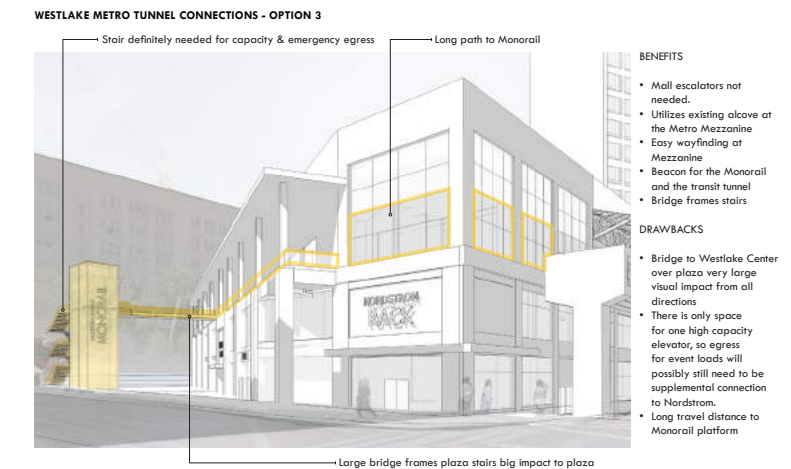 WESTLAKE METRO TUNNEL CONNECTIONS - OPTION 3
Stair definitely needed for capacity & emergency egress
Long path to Monorail
MONORAIL
NORDSTROM
RACK
Large bridge frames plaza stairs big impact to plaza
BENEFITS
• Mall escalators not
needed.
• Utilizes existing alcove at
the Metro Mezzanine
• Easy wayfinding at
Mezzanine
• Beacon for the Monorail
and the transit tunnel
• Bridge frames stairs
DRAWBACKS
• Bridge to Westlake Center
over plaza very large
visual impact from all
directions
• There is only space
for one high capacity
elevator, so egress
for event loads will
possibly still need to be
supplemental connection
to Nordstrom.
• Long travel distance to
Monorail platform